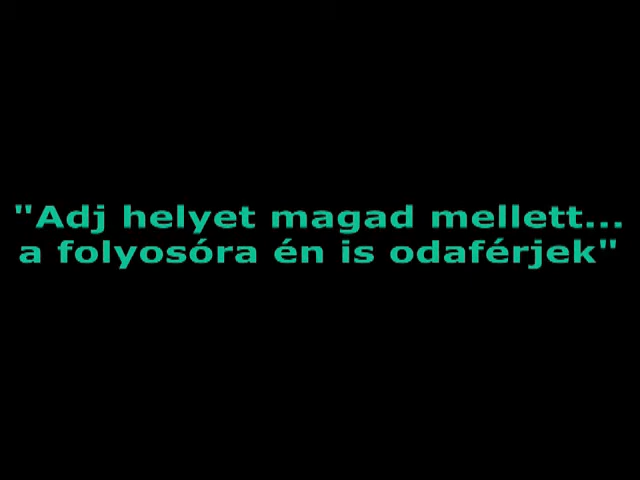 "Adj helyet magad mellett...
a folyosóra én is odaférjek"